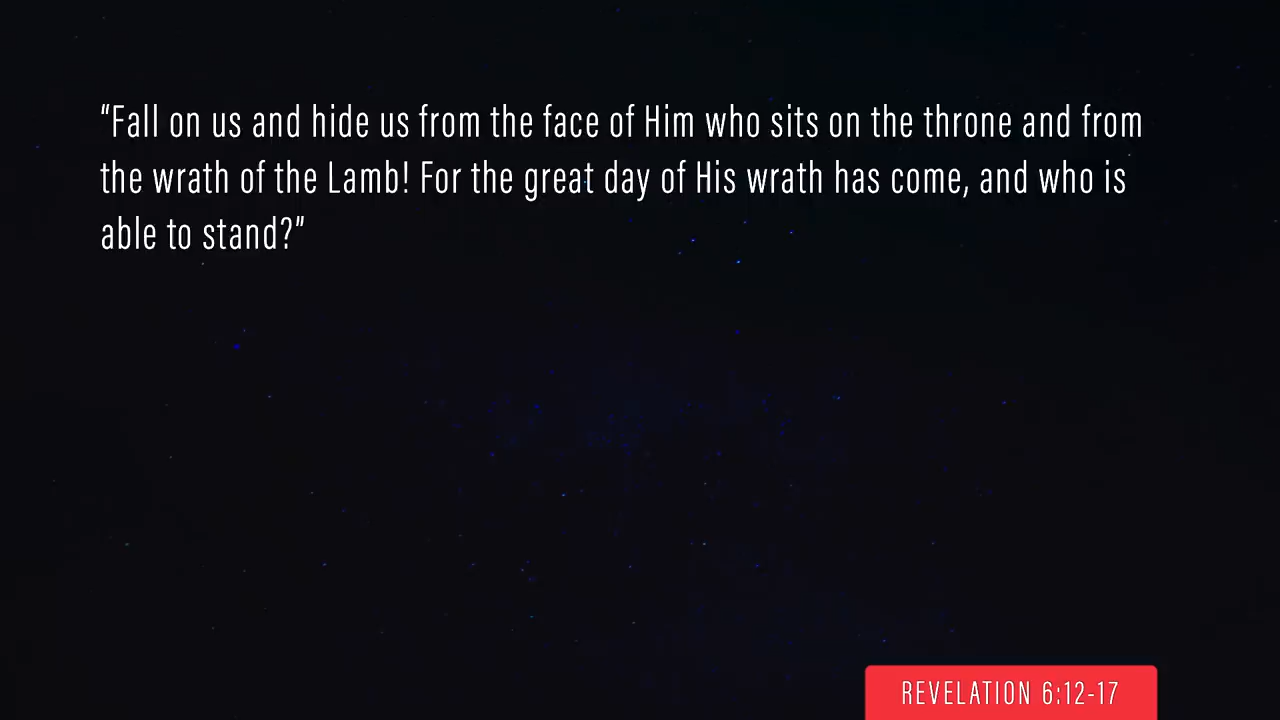 “Fall on us and hide us from the face of Him who sits on the throne and from
the wrath of the Lamb! For the great day of His wrath has come, and who is
able to stand?”
REVELATION 6:12-17